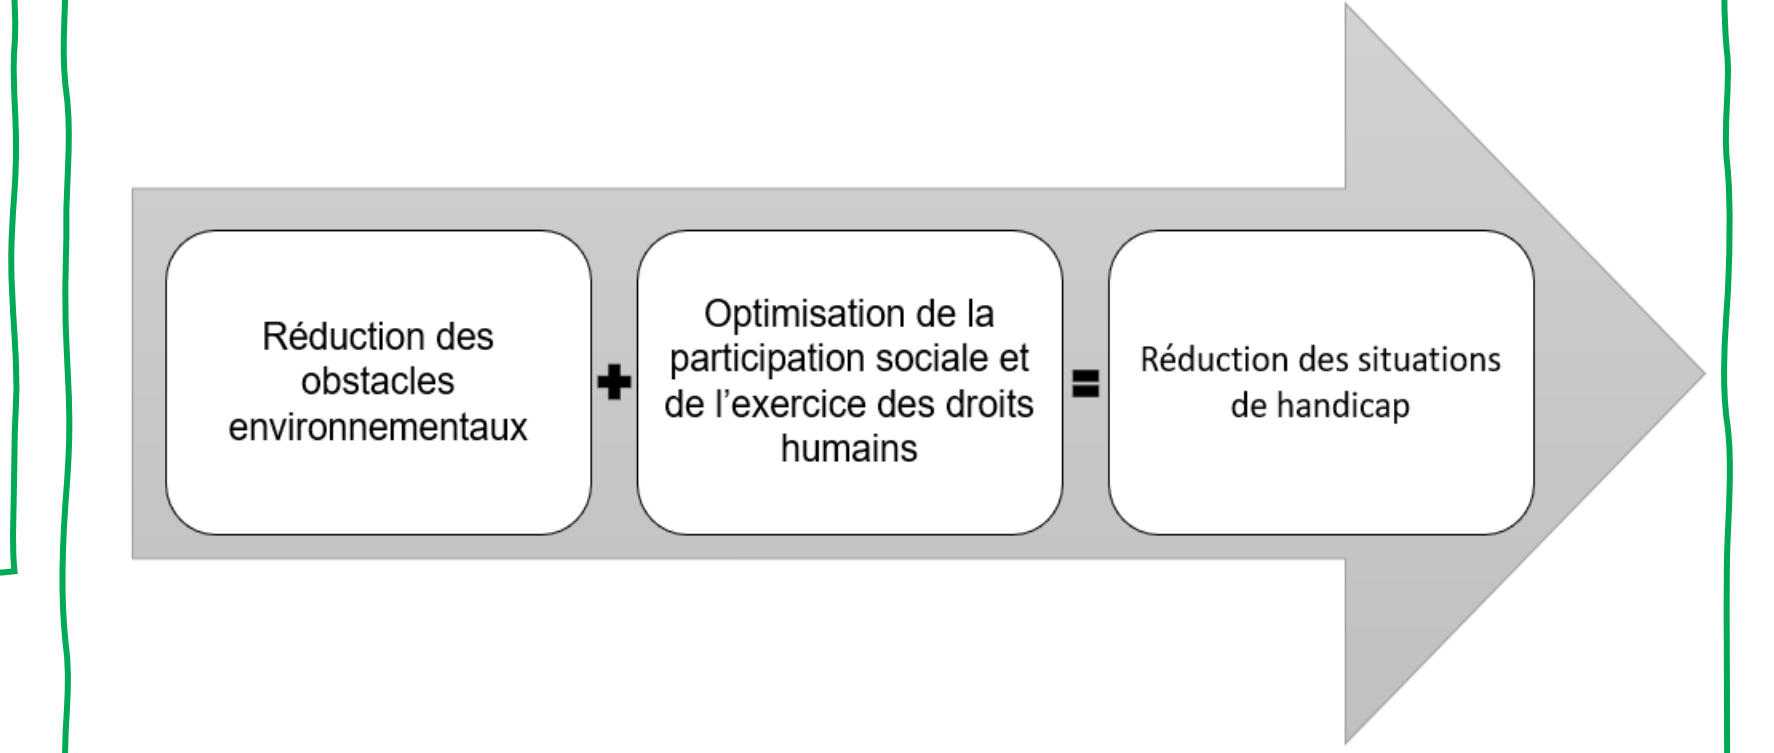 Réduction des
obstacles
environnementaux
+
Optimisation de la
participation sociale et
de l’exercice des droits
humains
=
Réduction des situations
de handicap